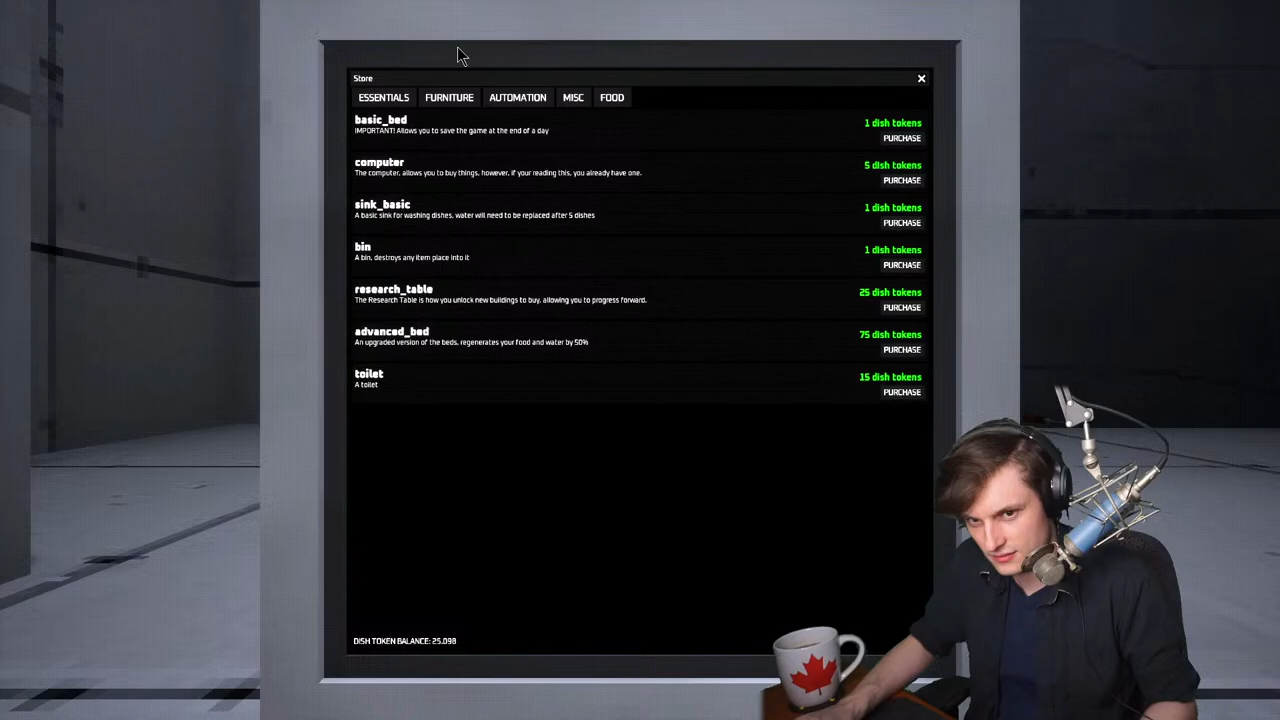 Store
ESSENTIALS FURNITURE AUTOMATION MISC FOOD
basic_bed
1 dish tokens
IMPORTANT! Allows you to save the game at the end of a day
PURCHASE
computer
5 dish tokens
The computer, allows you to buy things, however, if your reading this, you already have one.
PURCHASE
sink_basic
1 dish tokens
A basic sink for washing dishes, water will need to be replaced after 5 dishes
PURCHASE
bin
1 dish tokens
A bin, destroys any item place into it
PURCHASE
research_table
25 dish tokens
The Research Table is how you unlock new buildings to buy, allowing you to progress forward.
PURCHASE
advanced_bed
75 dish tokens
An upgraded version of the beds, regenerates your food and water by 50%
PURCHASE
toilet
15 dish tokens
A toilet
PURCHASE
DISH TOKEN BALANCE: 25.098